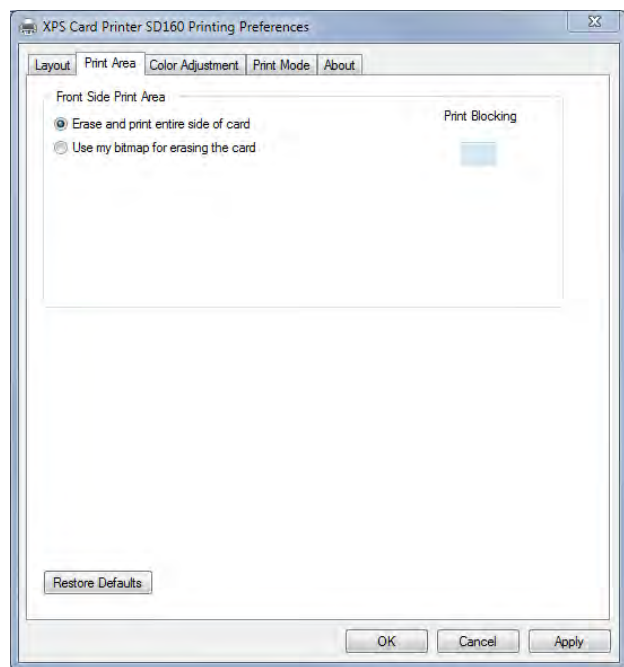 XPS Card Printer SD160 Printing Preferences
Layout Print Area Color Adjustment Print Mode About
Front Side Print Area
Erase and print entire side of card
Print Blocking
Use my bitmap for erasing the card
Restore Defaults
OK Cancel Apply